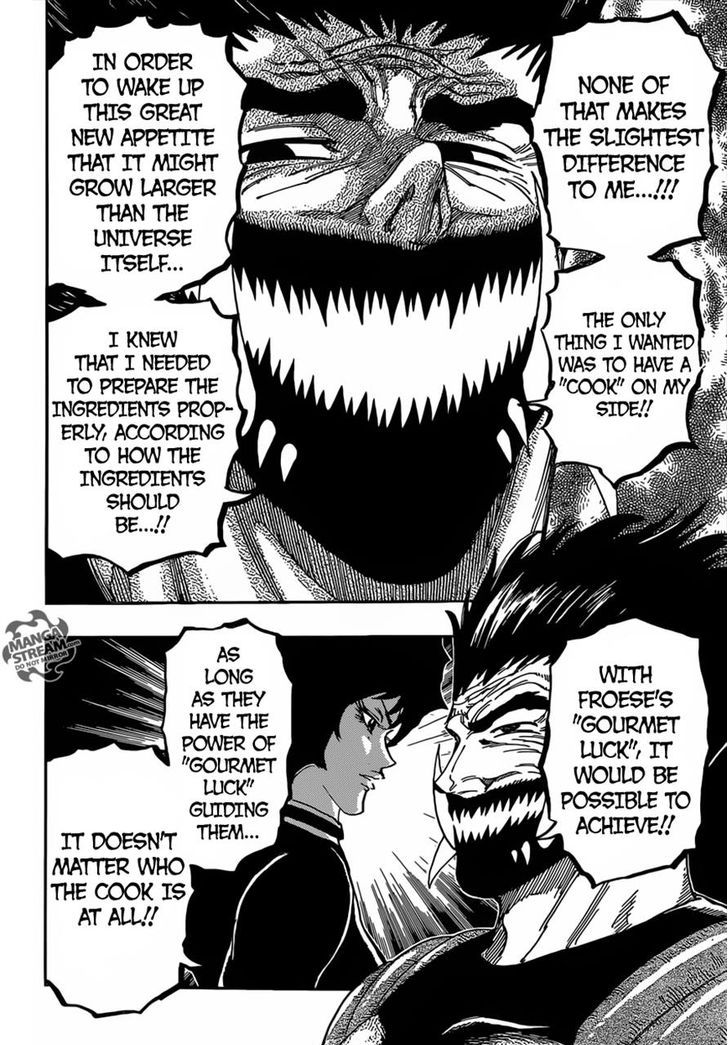 NONE OF
THAT MAKES
THE SLIGHTEST
DIFFERENCE
TO ME...!!!
THE ONLY
THING I WANTED
WAS TO HAVE A
"COOK" ON MY
SIDE!!
IN ORDER
TO WAKE UP
THIS GREAT
NEW APPETITE
THAT IT MIGHT
GROW LARGER
THAN THE
UNIVERSE
ITSELF...
I KNEW
THAT I NEEDED
TO PREPARE THE
INGREDIENTS PROP-
ERLY, ACCORDING
TO HOW THE
INGREDIENTS
SHOULD
BE...!!
WITH
FROESE'S
"GOURMET
LUCK", IT
WOULD BE
POSSIBLE TO
ACHIEVE!!
AS
LONG
AS THEY
HAVE THE
POWER OF
"GOURMET
LUCK"
GUIDING
THEM...
IT DOESN'T
MATTER WHO
THE COOK IS
AT ALL!!
MANGA
STREAM.com
DO NOT MIRROR